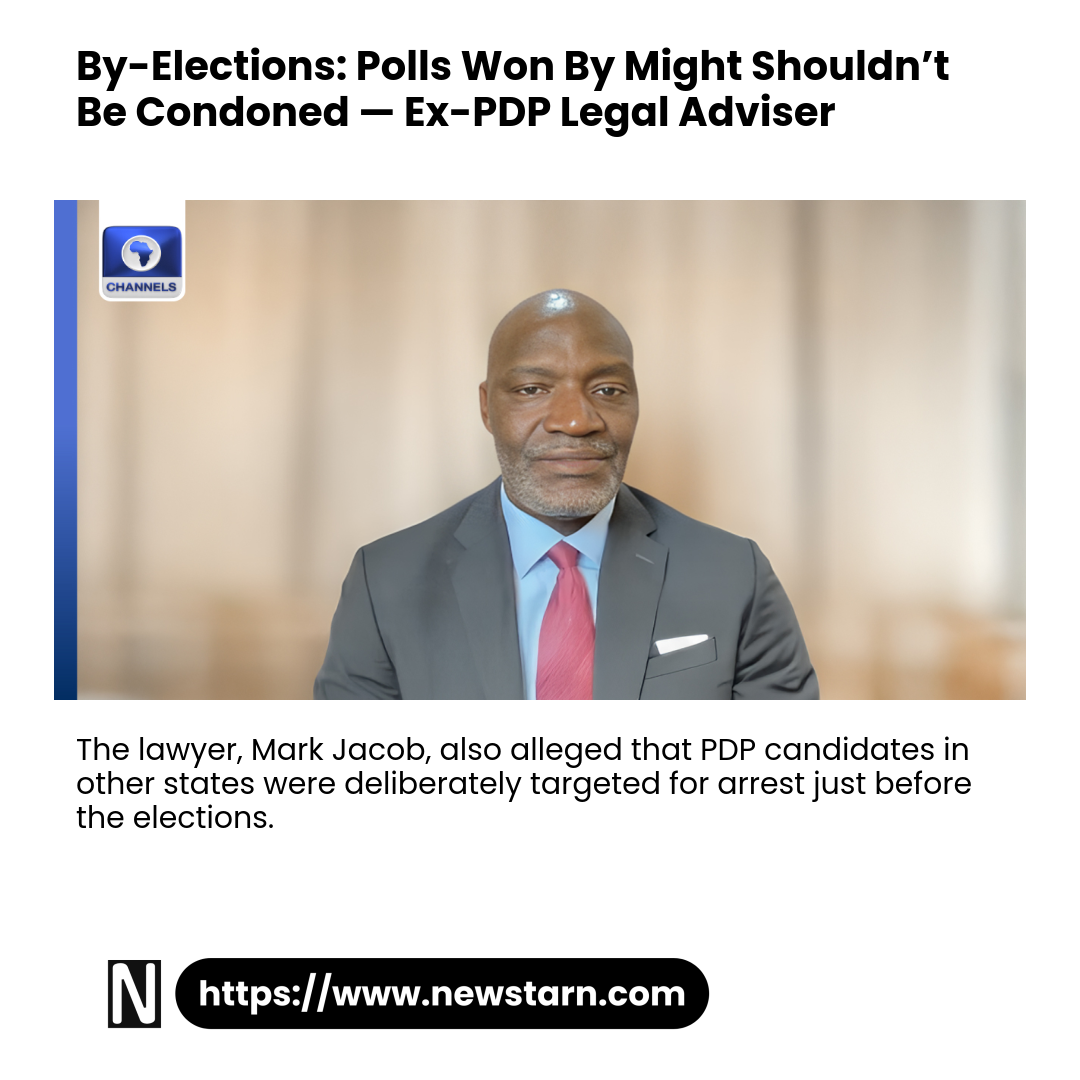 By-Elections: Polls Won By Might Shouldn’t
Be Condoned — Ex-PDP Legal Adviser
CHANNELS
The lawyer, Mark Jacob, also alleged that PDP candidates in
other states were deliberately targeted for arrest just before
the elections.
N
https://www.newstarn.com